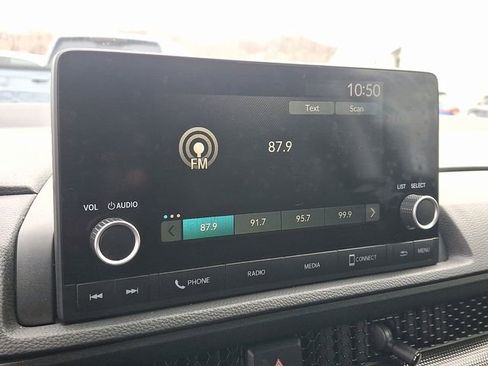 10:50
Text Scan
87.9
FM
VOL AUDIO
LIST SELECT
87.9 91.7 95.7 99.9
PHONE RADIO MEDIA CONNECT MENU